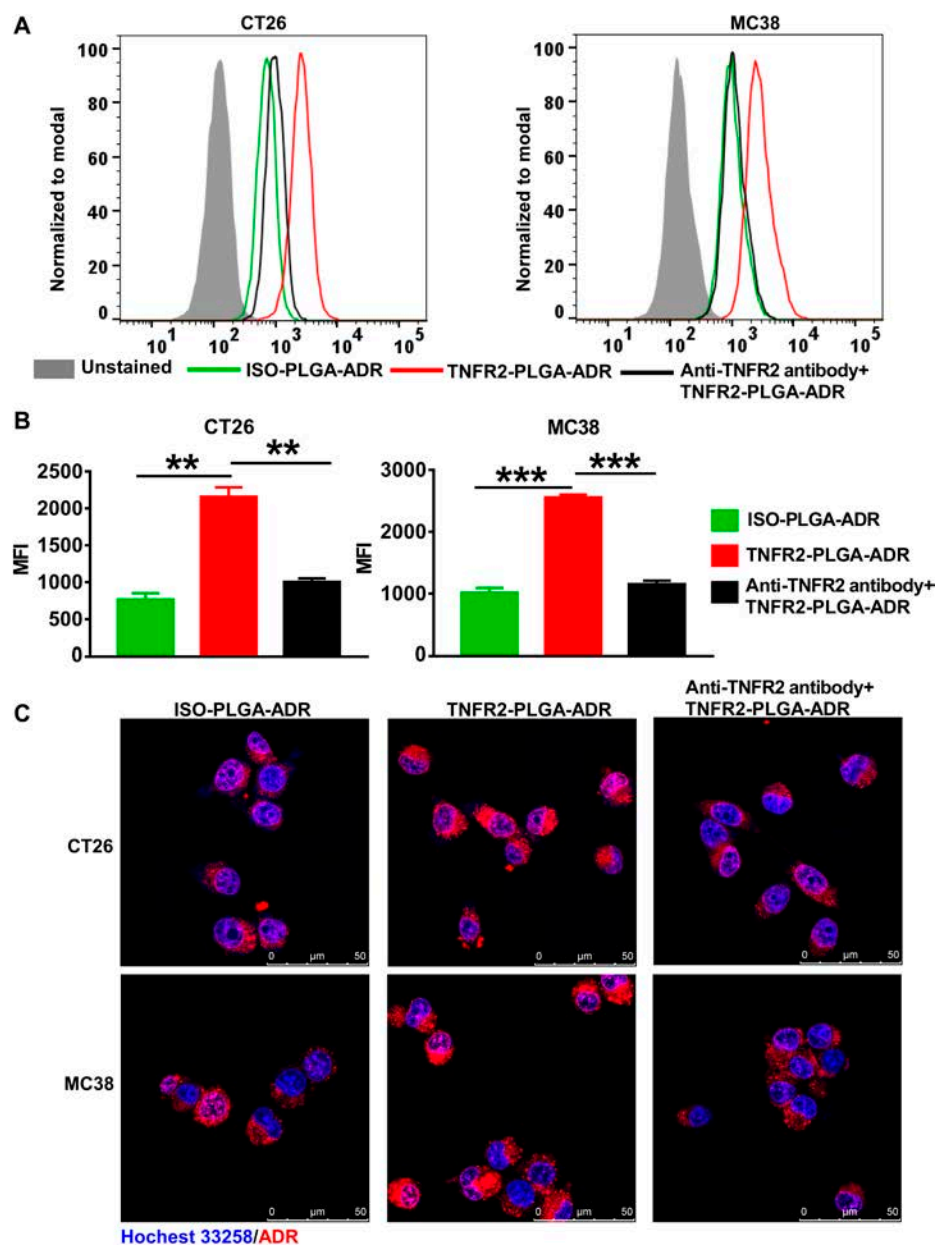 A
CT26
MC38
Normalized to modal
100
80
60
40
20
0
10^1 10^2 10^3 10^4 10^5
Normalized to modal
100
80
60
40
20
0
10^1 10^2 10^3 10^4 10^5
Unstained
ISO-PLGA-ADR
TNFR2-PLGA-ADR
Anti-TNFR2 antibody+
TNFR2-PLGA-ADR
B
CT26
MFI
2500
2000
1500
1000
500
0
** **
MC38
MFI
3000
2000
1000
0
*** ***
ISO-PLGA-ADR
TNFR2-PLGA-ADR
Anti-TNFR2 antibody+
TNFR2-PLGA-ADR
C
ISO-PLGA-ADR
TNFR2-PLGA-ADR
Anti-TNFR2 antibody+
TNFR2-PLGA-ADR
CT26
0 µm 50
0 µm 50
0 µm 50
MC38
0 µm 50
0 µm 50
0 µm 50
Hochest 33258/ADR